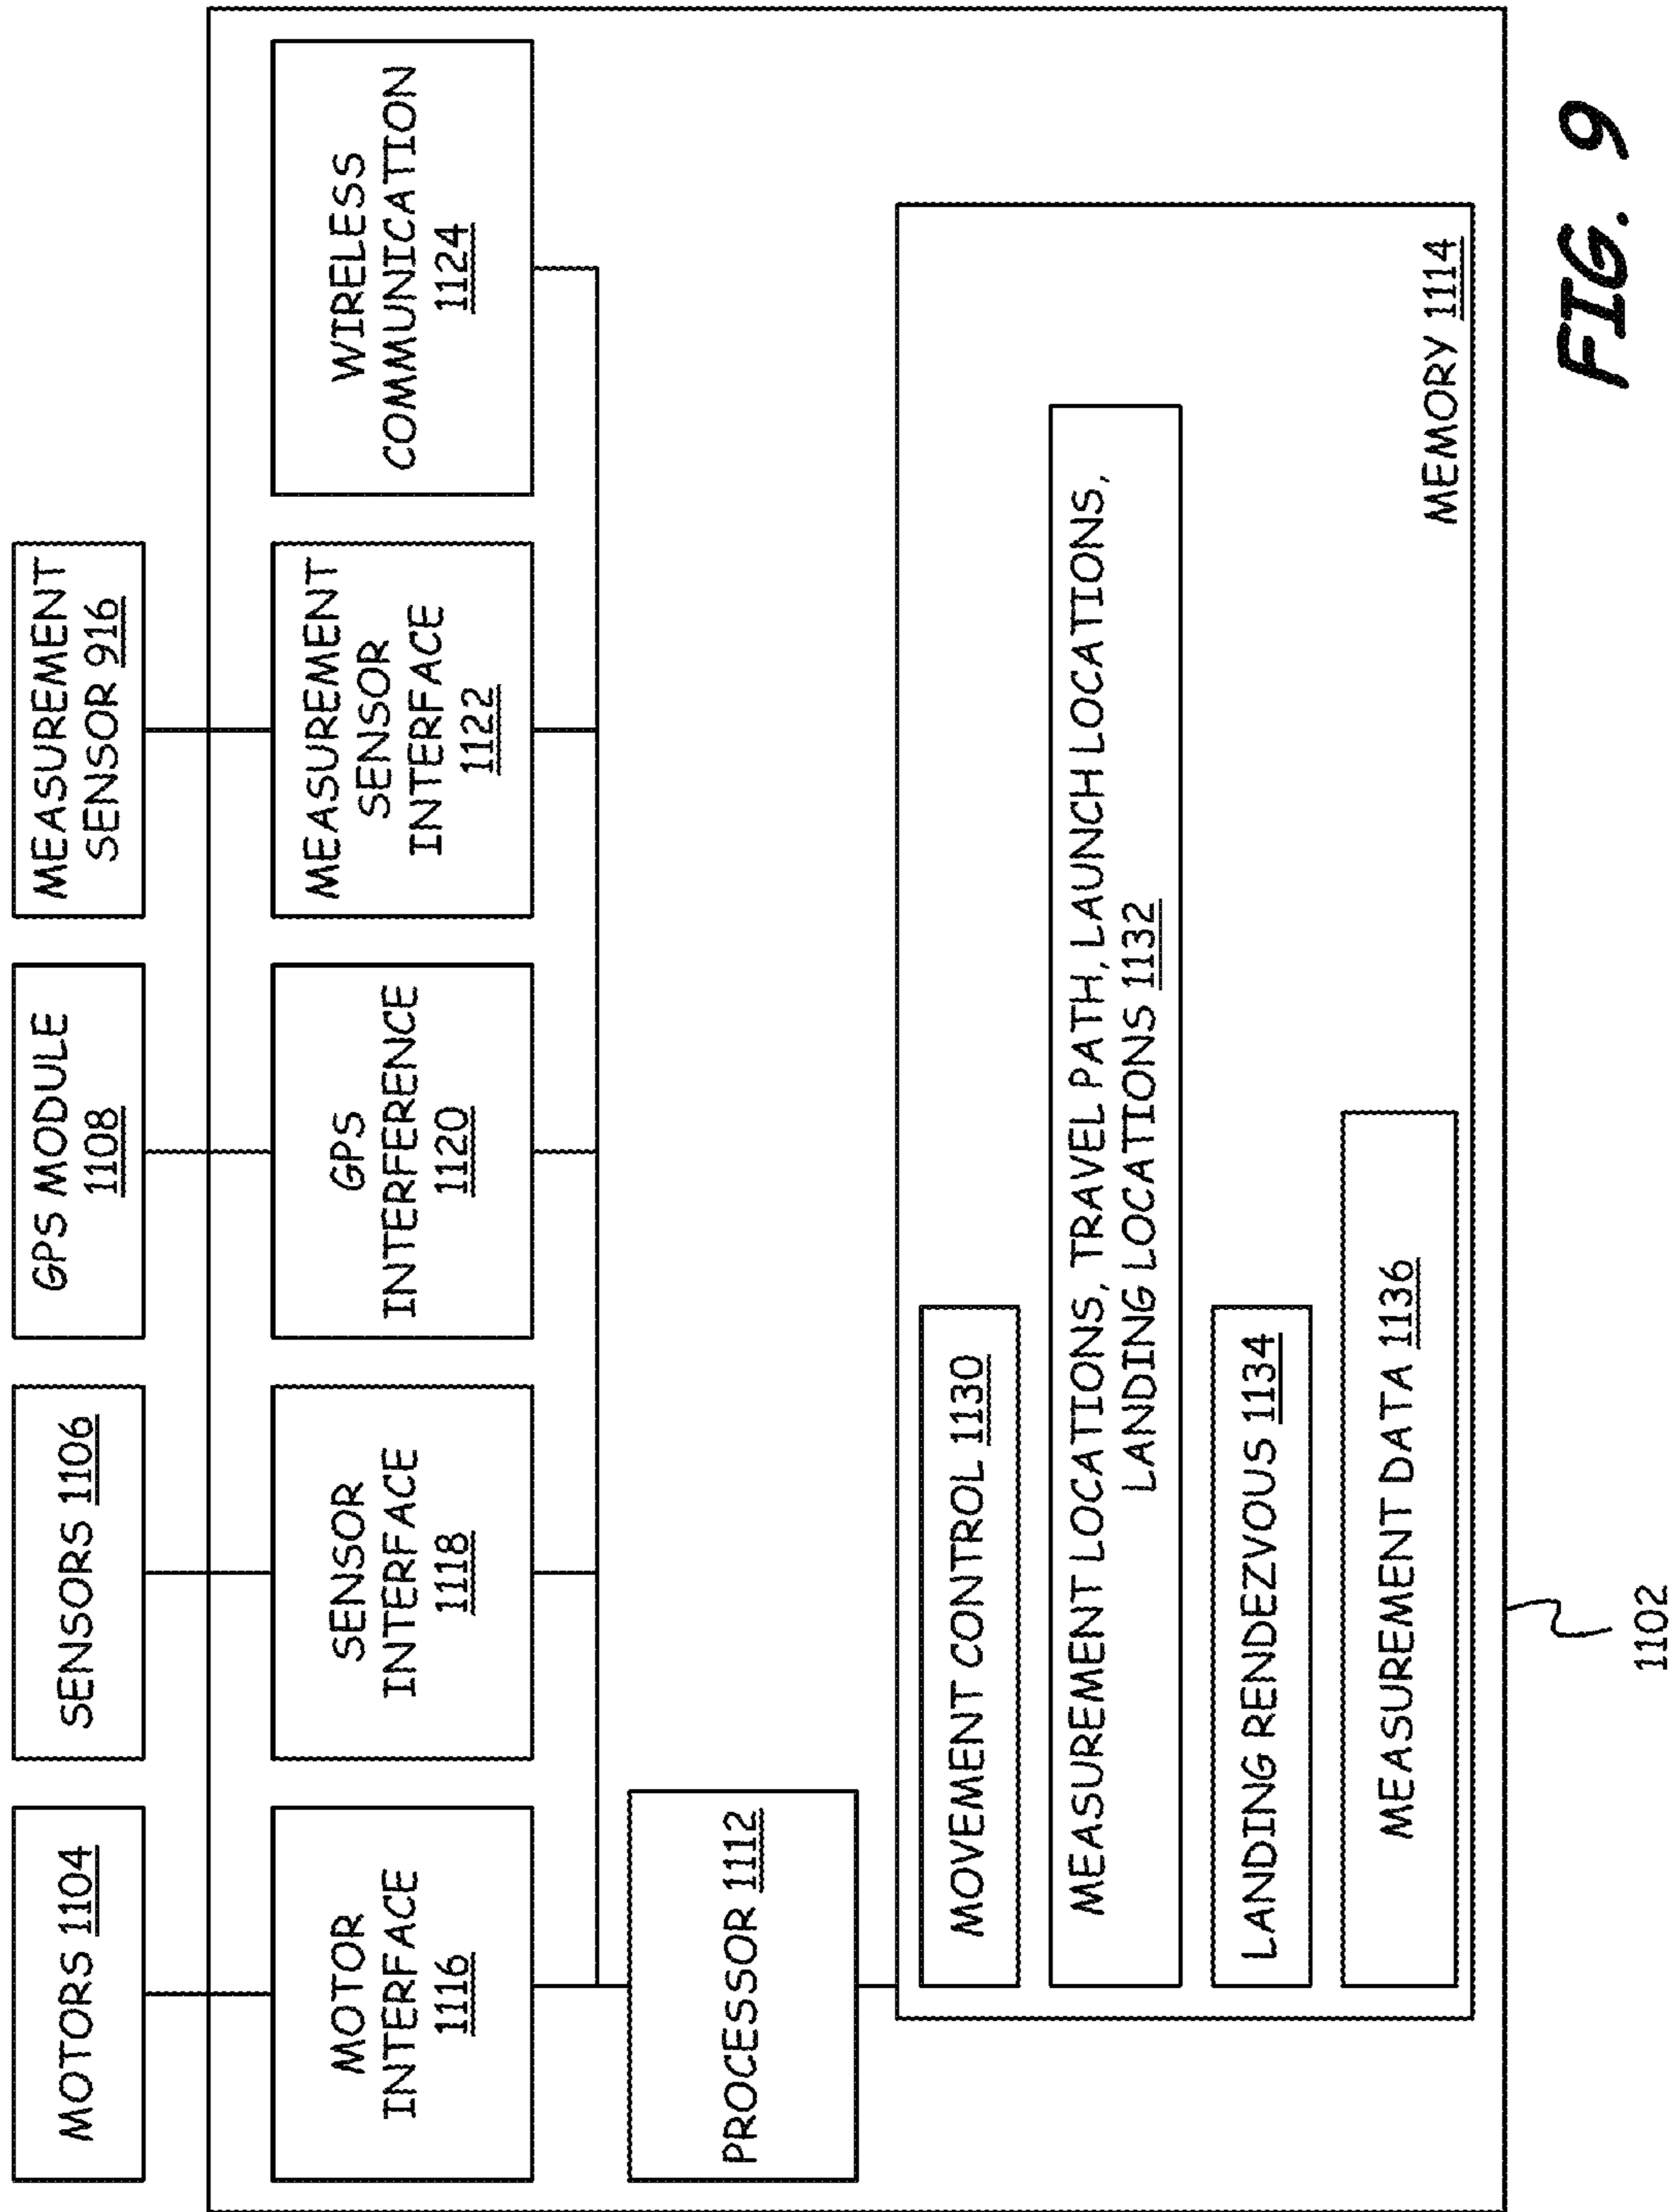 MOTORS 1104
SENSORS 1106
GPS MODULE
1108
MEASUREMENT
SENSOR 916
MOTOR
INTERFACE
1116
SENSOR
INTERFACE
1118
GPS
INTERFERENCE
1120
MEASUREMENT
SENSOR
INTERFACE
1122
WIRELESS
COMMUNICATION
1124
PROCESSOR 1112
MOVEMENT CONTROL 1130
MEASUREMENT LOCATIONS, TRAVEL PATH, LAUNCH LOCATIONS,
LANDING LOCATIONS 1132
LANDING RENDEZVOUS 1134
MEASUREMENT DATA 1136
MEMORY 1114
1102
FIG. 9